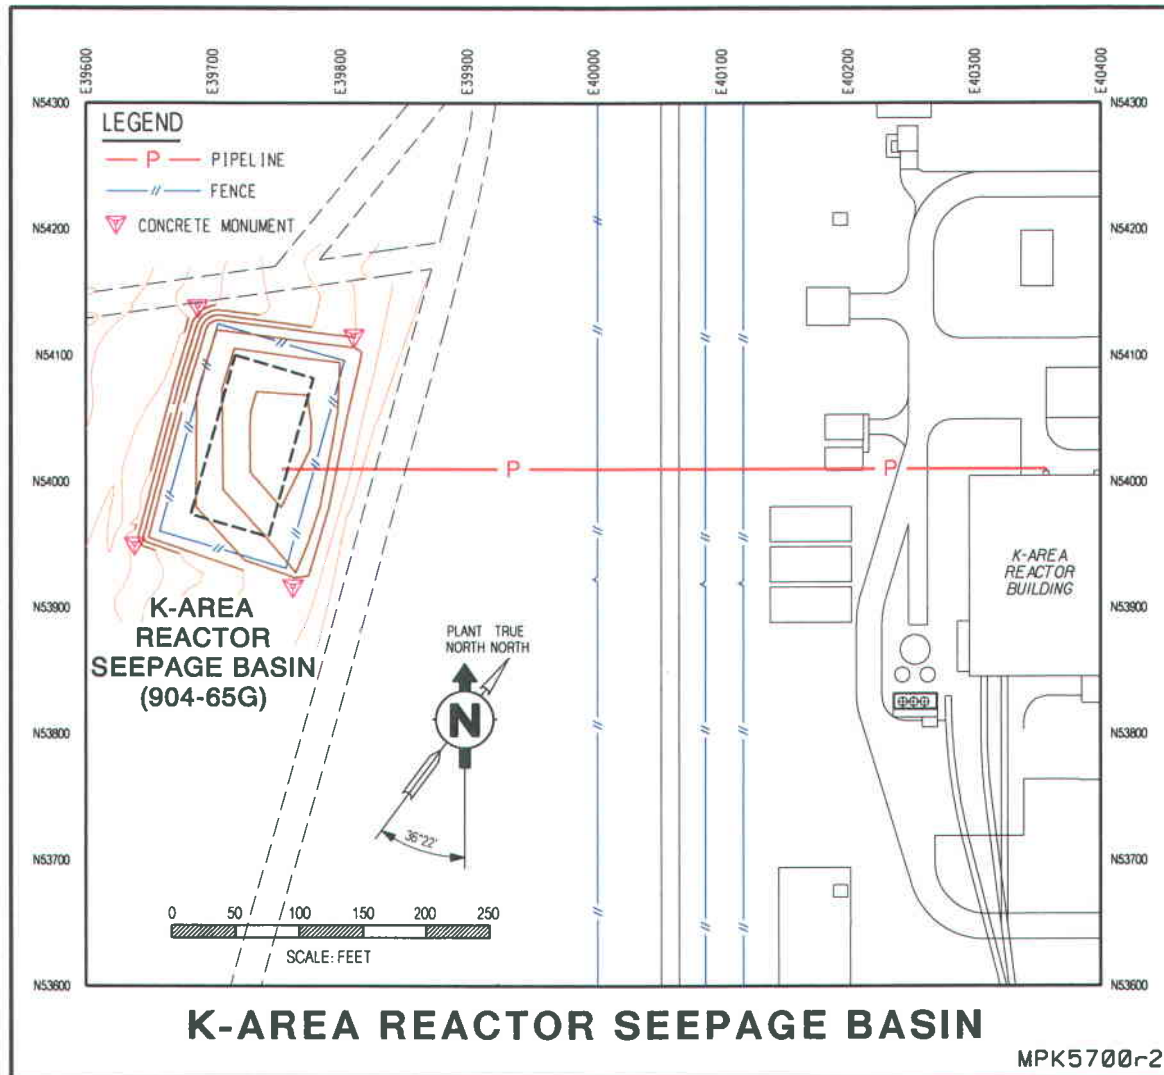 E39600
E39700
E39800
E39900
E40000
E40100
E40200
E40300
E40400
N54300
N54300
LEGEND
P PIPELINE
FENCE
CONCRETE MONUMENT
N54200
N54200
N54100
N54100
N54000
P
P
N54000
N53900
N53900
K-AREA
REACTOR
BUILDING
K-AREA
REACTOR
SEEPAGE BASIN
(904-65G)
PLANT TRUE
NORTH NORTH
N
36°22'
N53800
N53800
N53700
N53700
0 50 100 150 200 250
SCALE: FEET
N53600
N53600
K-AREA REACTOR SEEPAGE BASIN
MPK5700r2